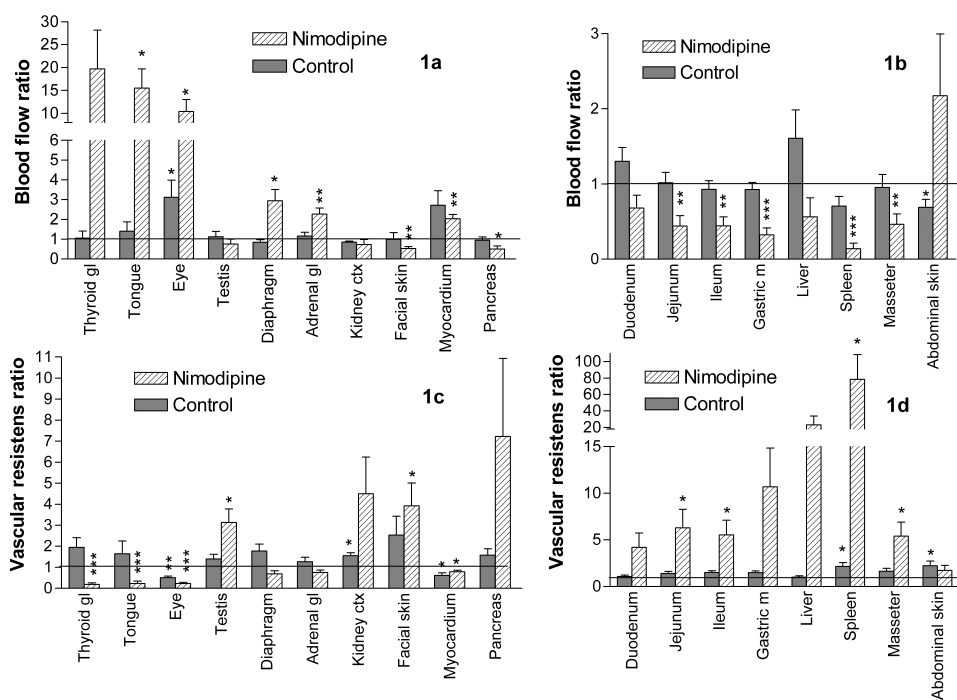 30
25
20
15
10
6
5
4
3
2
1
0
Blood flow ratio
Nimodipine
Control
1a
*
*
*
*
*
**
**
**
*
Thyroid gl
Tongue
Eye
Testis
Diaphragm
Adrenal gl
Kidney ctx
Facial skin
Myocardium
Pancreas
3
2
1
0
Blood flow ratio
Nimodipine
Control
1b
**
**
***
***
**
*
Duodenum
Jejunum
Ileum
Gastric m
Liver
Spleen
Masseter
Abdominal skin
11
10
9
8
7
6
5
4
3
2
1
0
Vascular resistens ratio
Nimodipine
Control
1c
***
***
**
***
*
*
*
*
*
Thyroid gl
Tongue
Eye
Testis
Diaphragm
Adrenal gl
Kidney ctx
Facial skin
Myocardium
Pancreas
100
80
60
40
20
15
10
5
0
Vascular resistens ratio
Nimodipine
Control
1d
*
*
*
*
*
*
Duodenum
Jejunum
Ileum
Gastric m
Liver
Spleen
Masseter
Abdominal skin